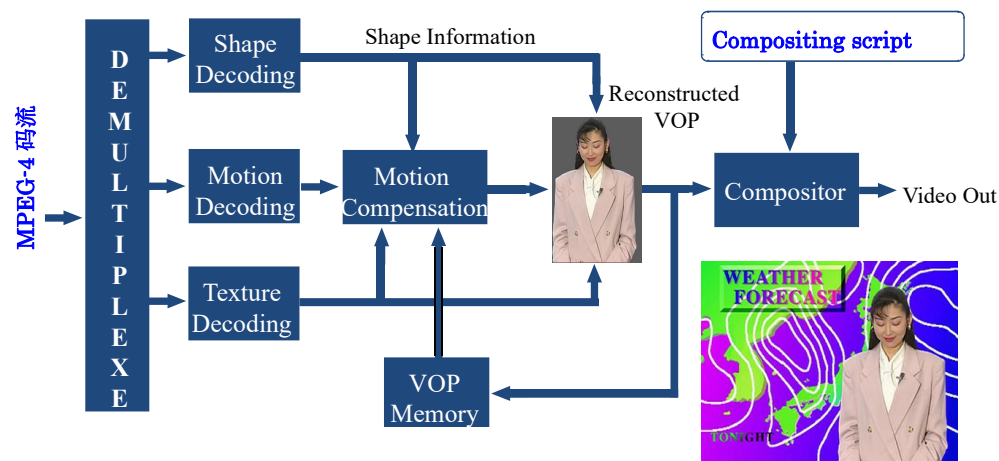 MPEG-4 码流
DEMULTIPLEXE
Shape
Decoding
Shape Information
Compositing script
Reconstructed
VOP
Motion
Decoding
Motion
Compensation
Compositor
Video Out
Texture
Decoding
VOP
Memory
WEATHER
FORECAST
TONIGHT